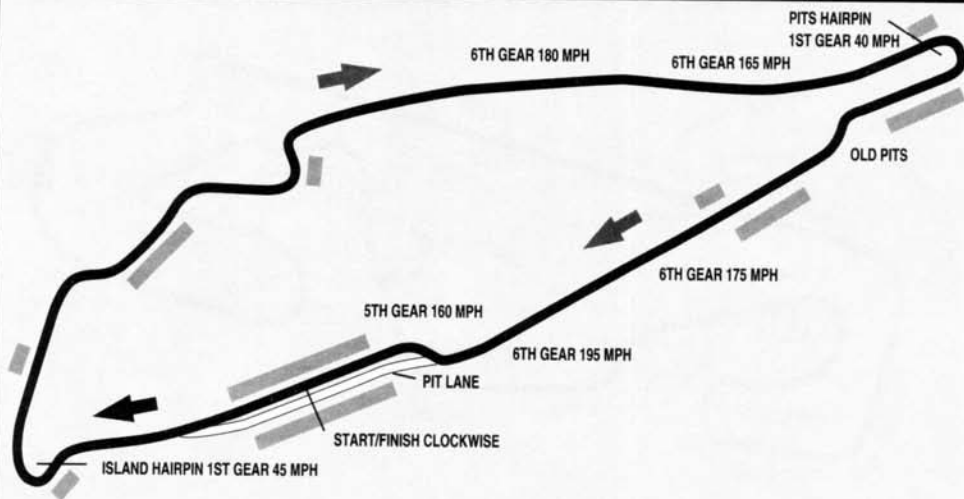 PITS HAIRPIN
1ST GEAR 40 MPH
6TH GEAR 180 MPH
6TH GEAR 165 MPH
OLD PITS
6TH GEAR 175 MPH
5TH GEAR 160 MPH
6TH GEAR 195 MPH
PIT LANE
START/FINISH CLOCKWISE
ISLAND HAIRPIN 1ST GEAR 45 MPH